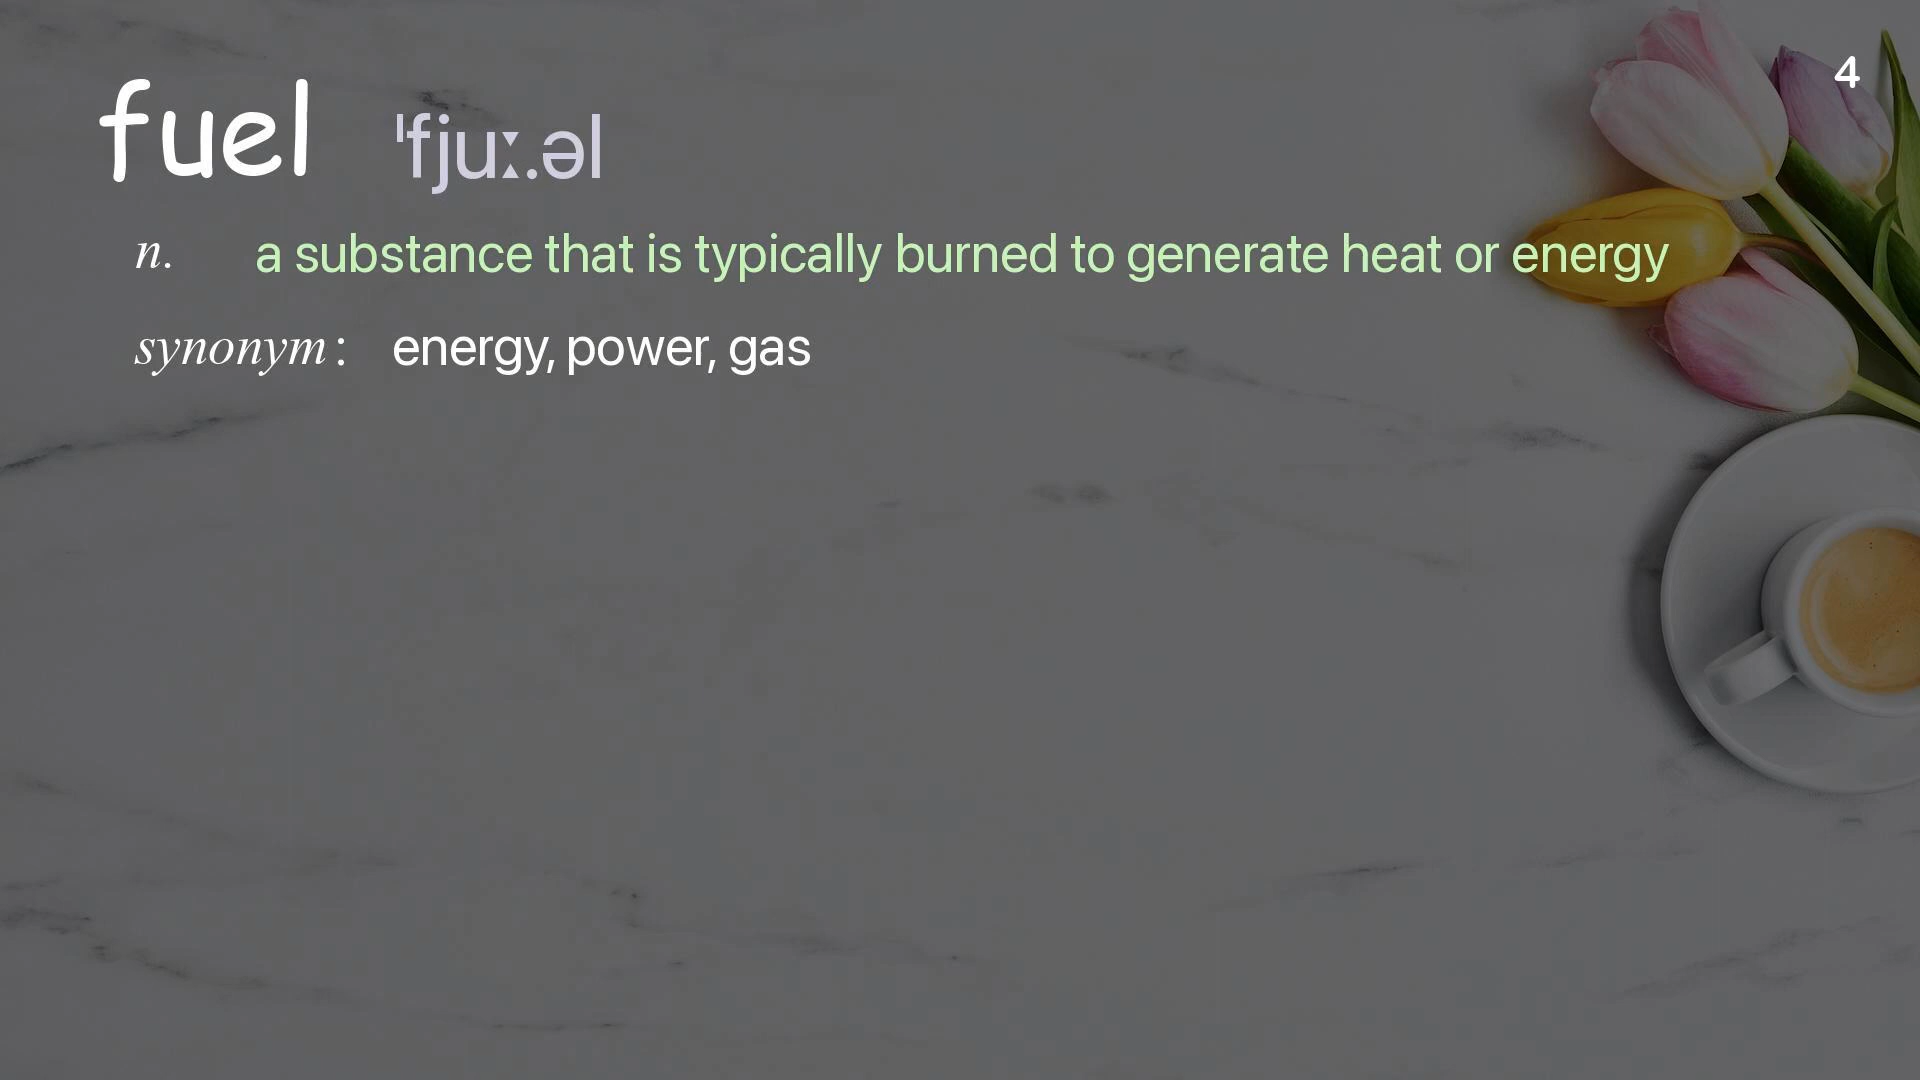 4
fuel ˈfjuː.əl
n. a substance that is typically burned to generate heat or energy
synonym: energy, power, gas